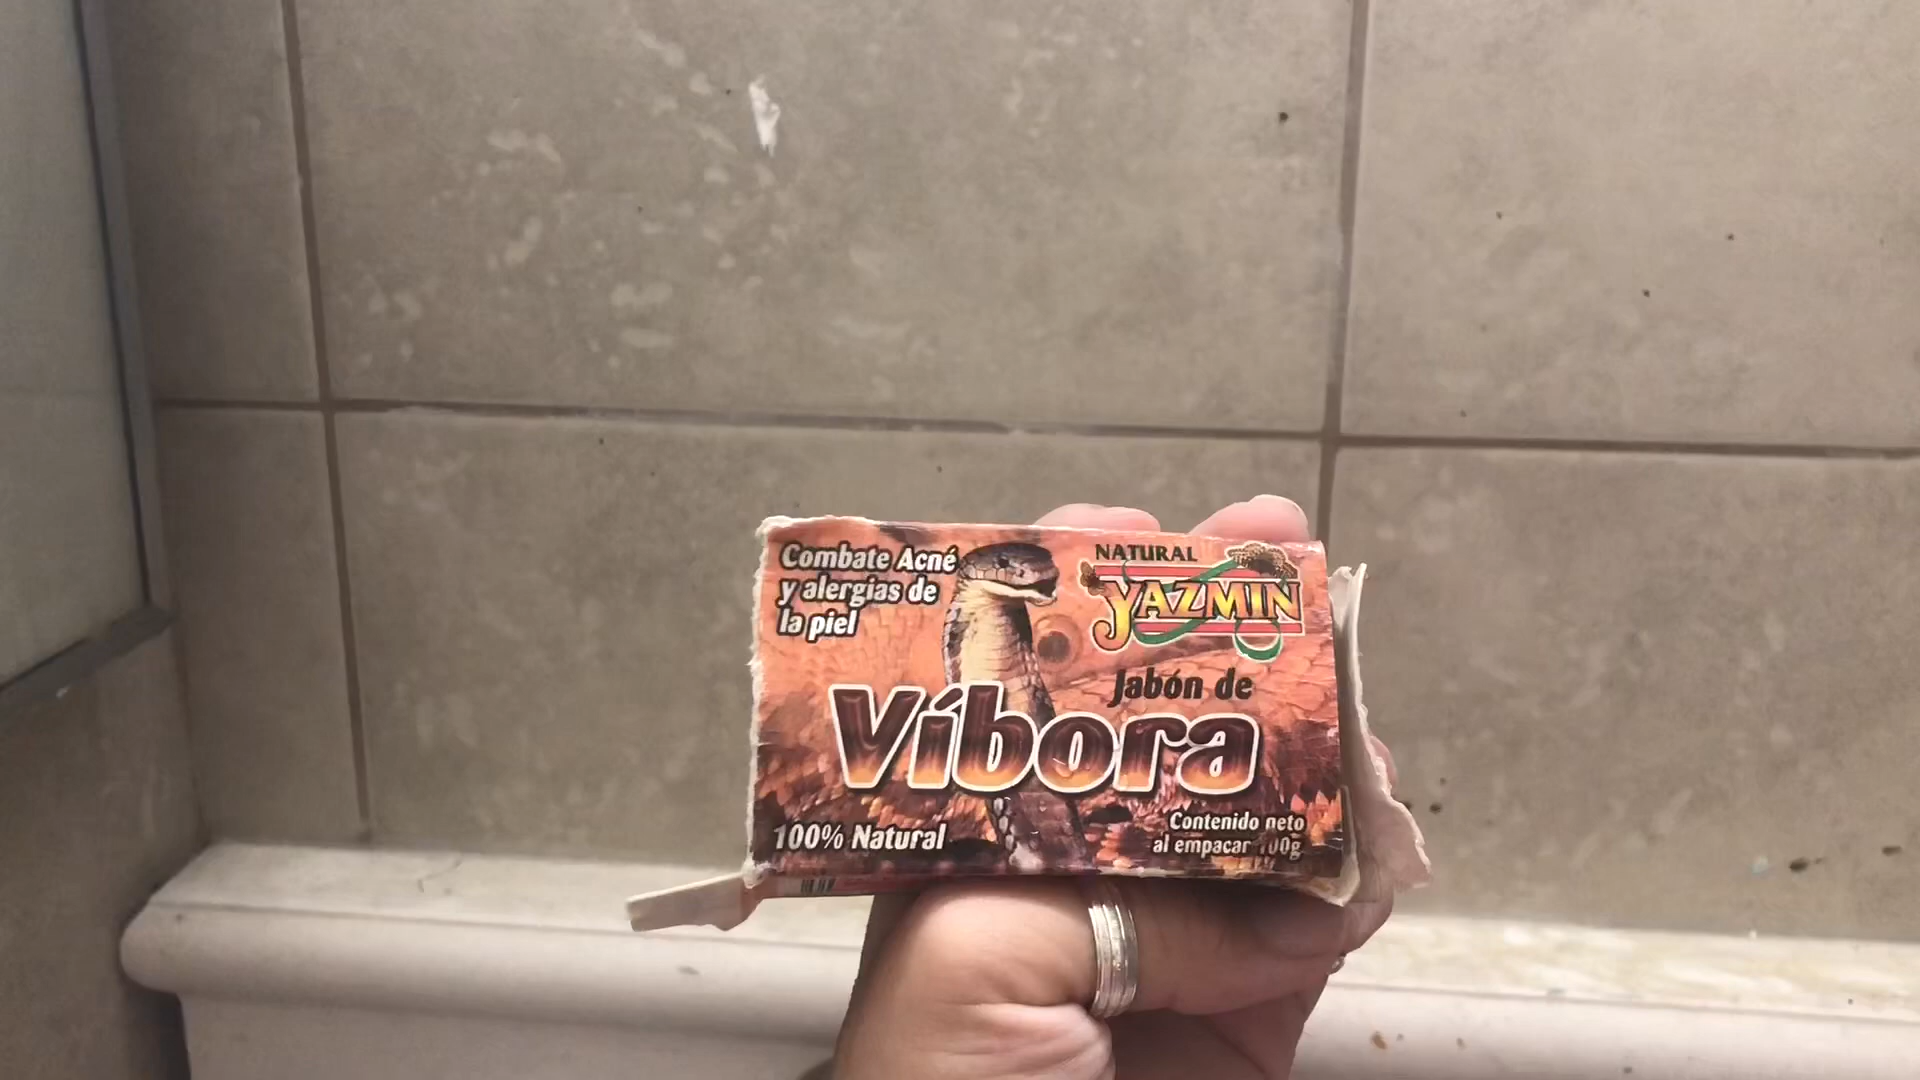 Combate Acné
y alergias de
la piel
NATURAL
YAZMIN
Jabón de
Víbora
100% Natural
Contenido neto
al empacar 100g